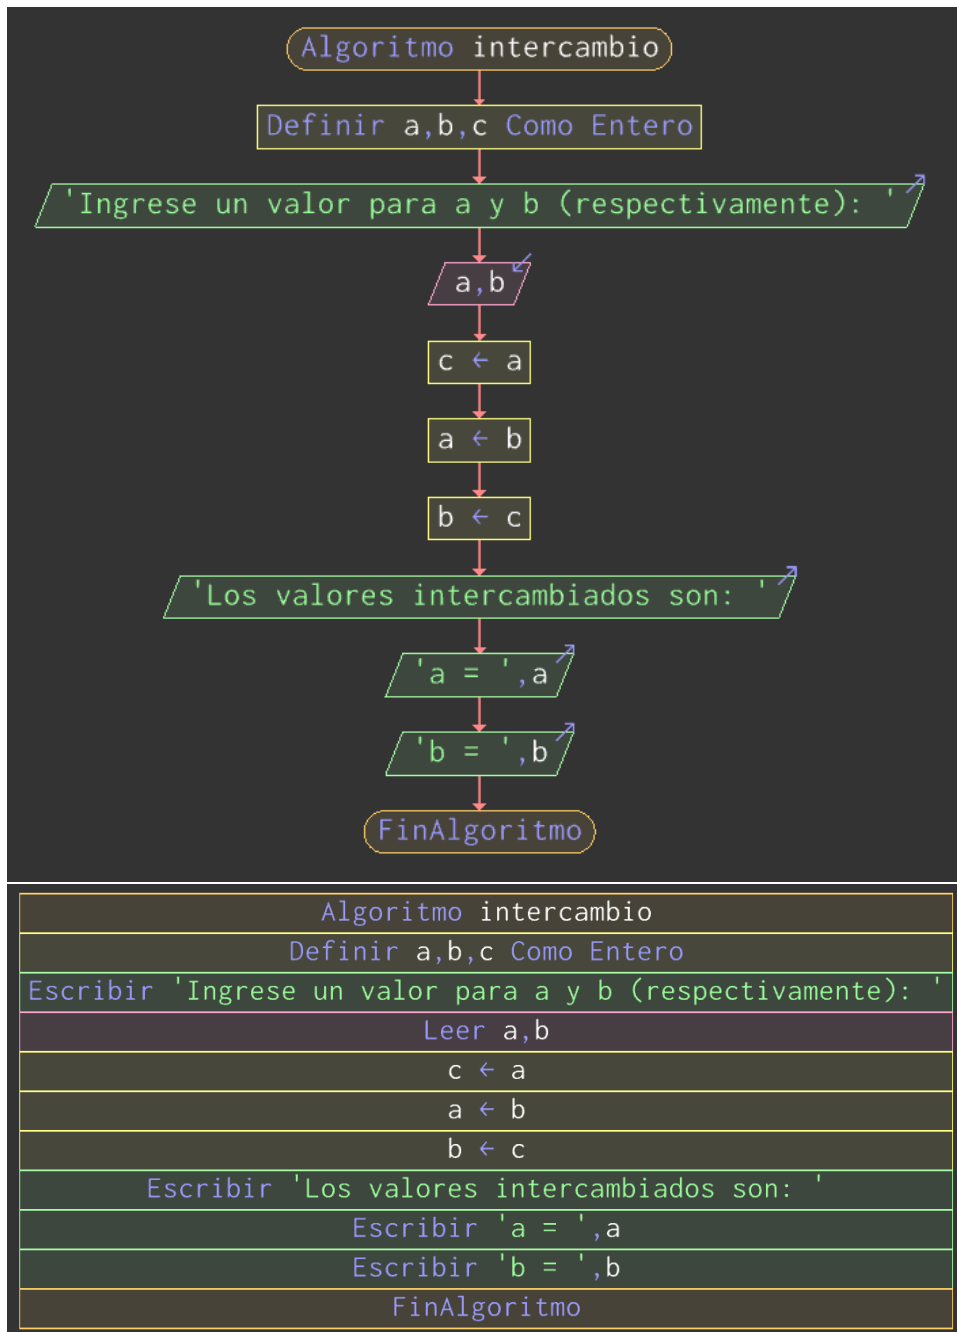 Algoritmo intercambio
Definir a,b,c Como Entero
'Ingrese un valor para a y b (respectivamente): '
a,b
c ← a
a ← b
b ← c
'Los valores intercambiados son: '
'a = ',a
'b = ',b
FinAlgoritmo
Algoritmo intercambio
Definir a,b,c Como Entero
Escribir 'Ingrese un valor para a y b (respectivamente): '
Leer a,b
c ← a
a ← b
b ← c
Escribir 'Los valores intercambiados son: '
Escribir 'a = ',a
Escribir 'b = ',b
FinAlgoritmo